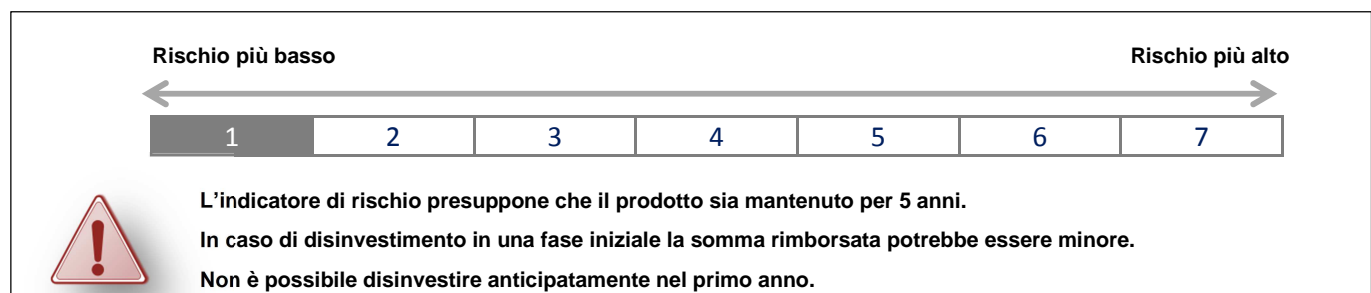 Rischio più basso Rischio più alto
1 2 3 4 5 6 7
L'indicatore di rischio presuppone che il prodotto sia mantenuto per 5 anni.
In caso di disinvestimento in una fase iniziale la somma rimborsata potrebbe essere minore.
Non è possibile disinvestire anticipatamente nel primo anno.